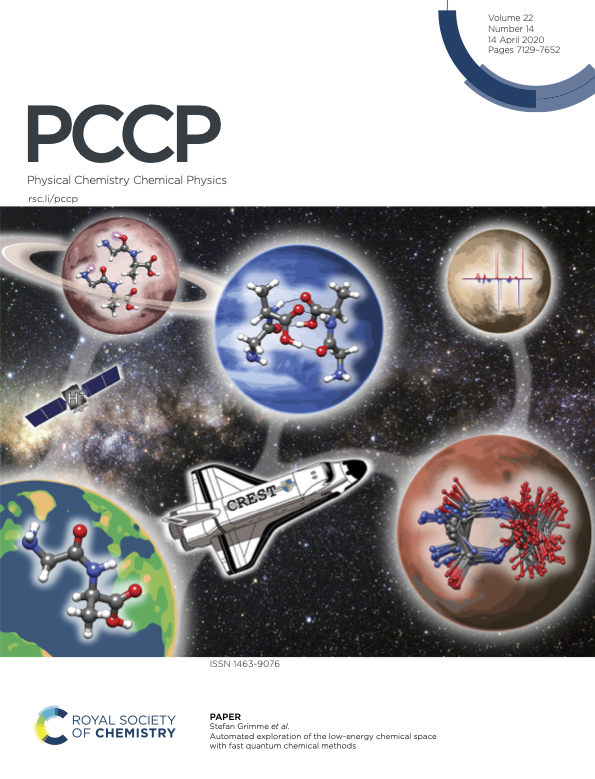 Volume 22
Number 14
14 April 2020
Pages 7129–7652
PCCP
Physical Chemistry Chemical Physics
rsc.li/pccp
H⁺
CREST
ISSN 1463-9076
ROYAL SOCIETY
OF CHEMISTRY
PAPER
Stefan Grimme et al.
Automated exploration of the low-energy chemical space
with fast quantum chemical methods